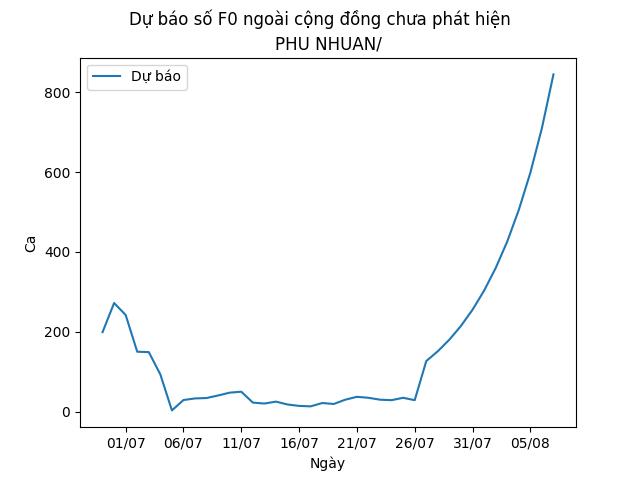 Dự báo số F0 ngoài cộng đồng chưa phát hiện
PHU NHUAN/
Dự báo
800
600
400
200
0
Ca
01/07 06/07 11/07 16/07 21/07 26/07 31/07 05/08
Ngày